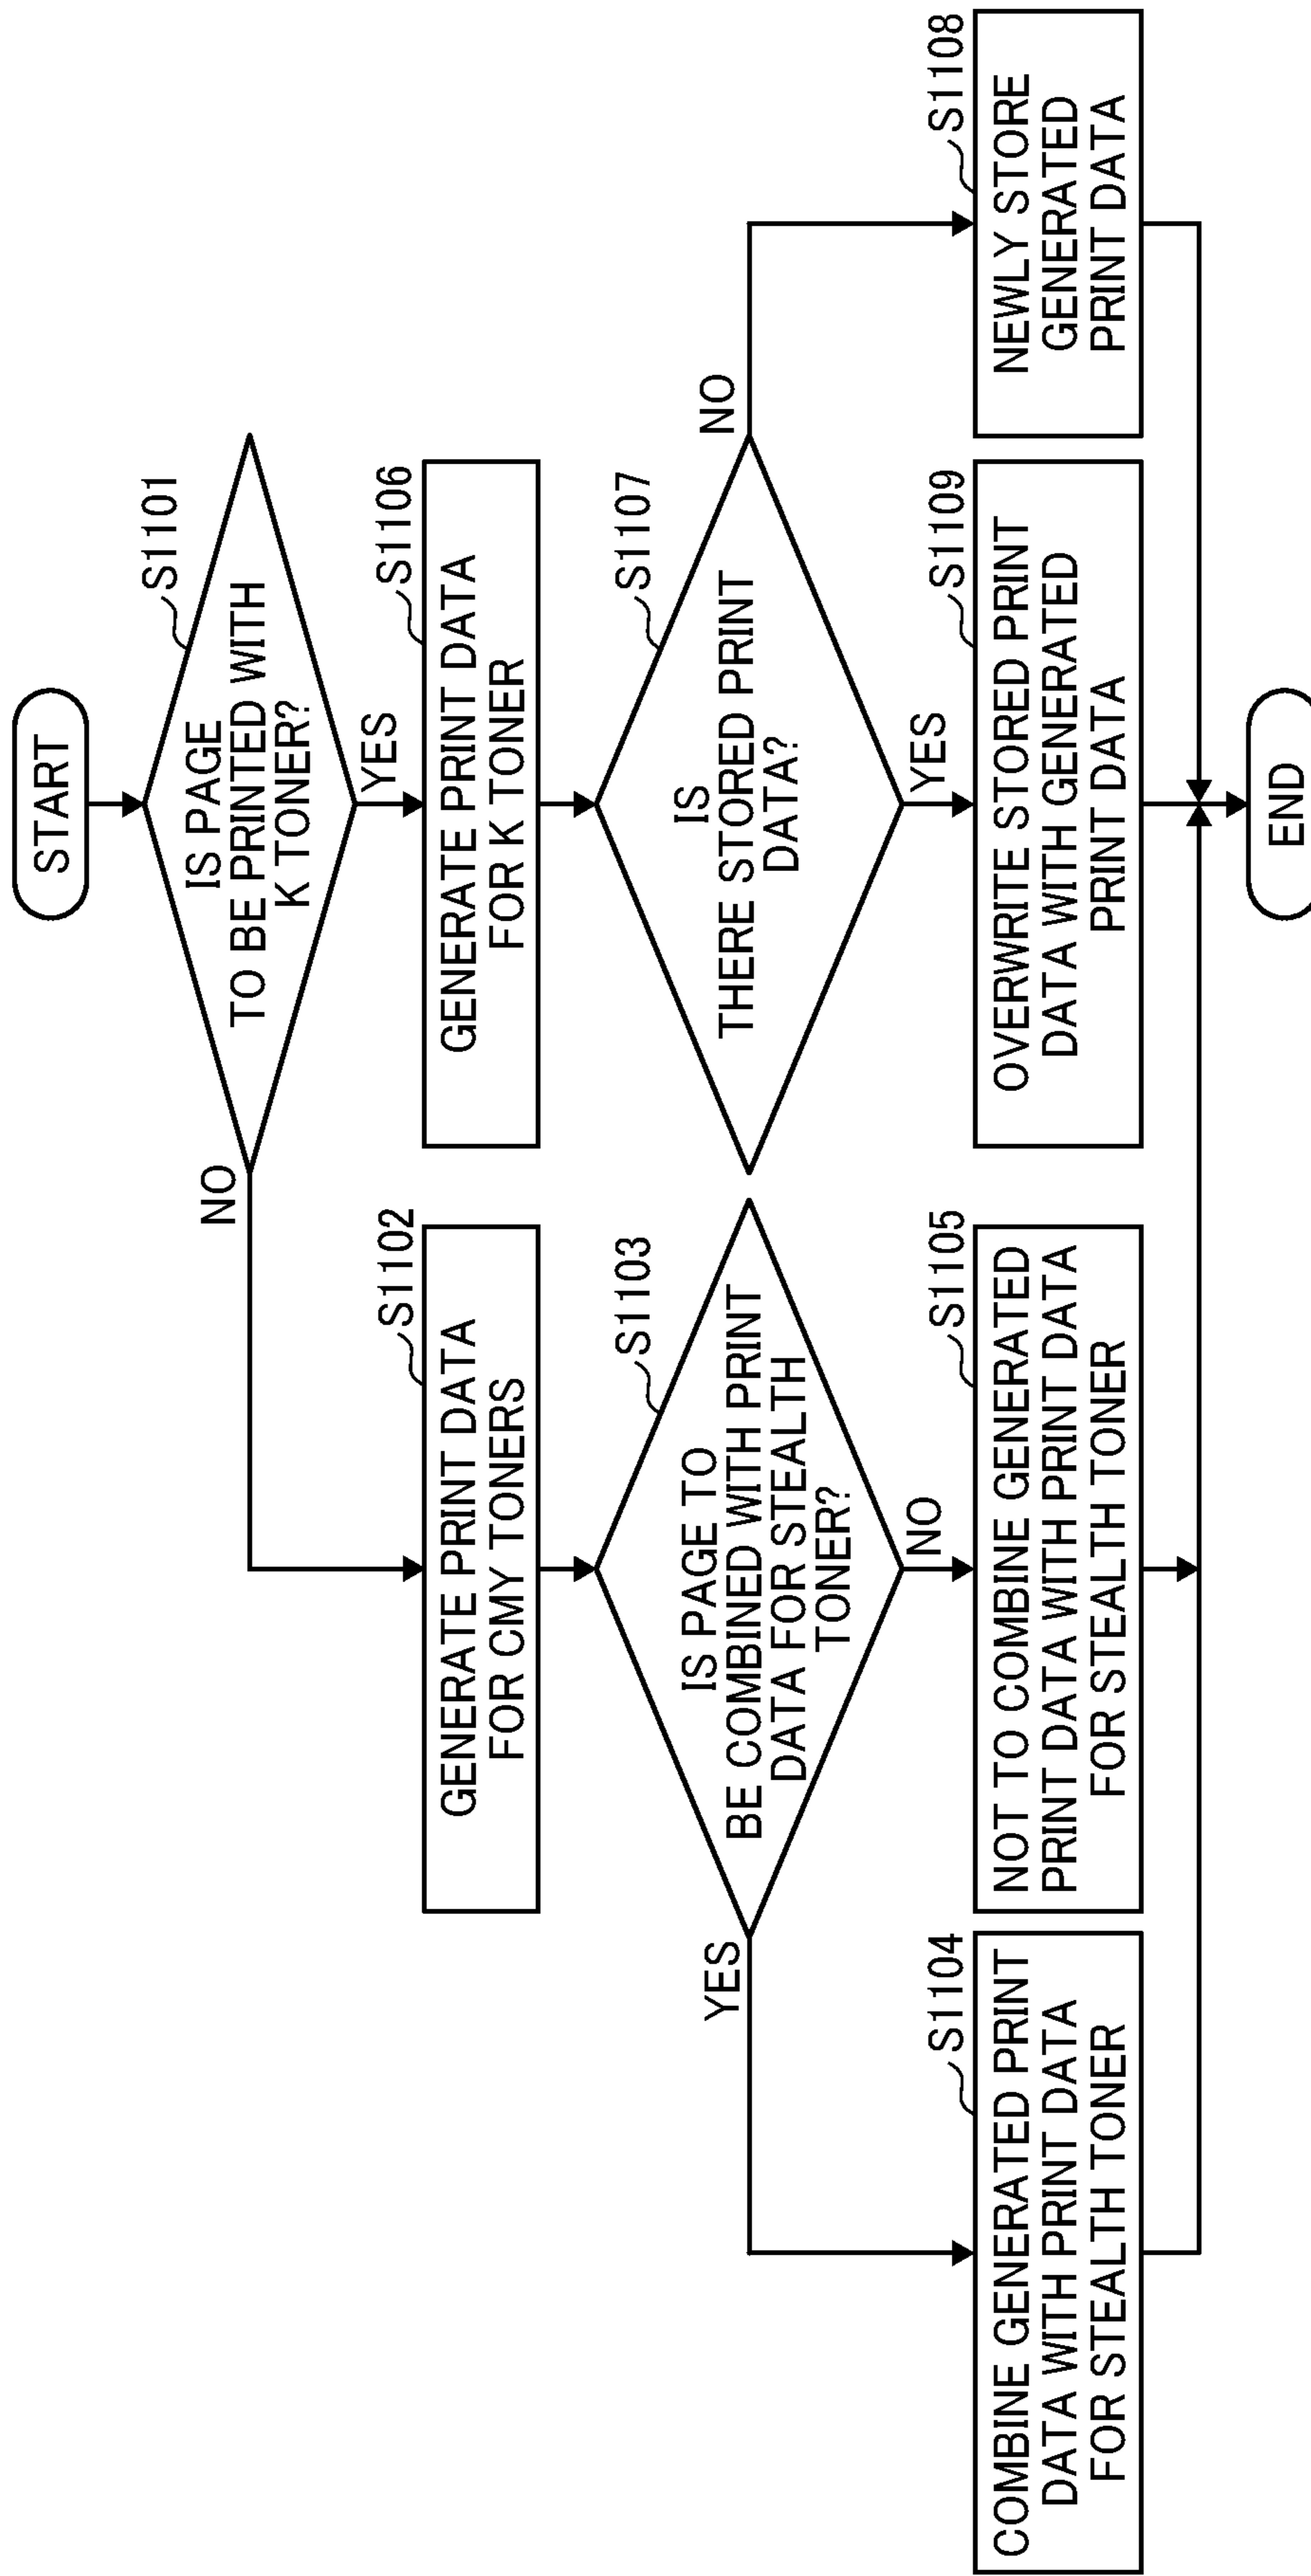 START
S1101
IS PAGE
TO BE PRINTED WITH
K TONER?
NO
YES
S1102
GENERATE PRINT DATA
FOR CMY TONERS
S1106
GENERATE PRINT DATA
FOR K TONER
S1103
IS PAGE TO
BE COMBINED WITH PRINT
DATA FOR STEALTH
TONER?
YES
NO
S1107
IS
THERE STORED PRINT
DATA?
YES
NO
S1104
COMBINE GENERATED PRINT
DATA WITH PRINT DATA
FOR STEALTH TONER
S1105
NOT TO COMBINE GENERATED
PRINT DATA WITH PRINT DATA
FOR STEALTH TONER
S1109
OVERWRITE STORED PRINT
DATA WITH GENERATED
PRINT DATA
S1108
NEWLY STORE
GENERATED
PRINT DATA
END